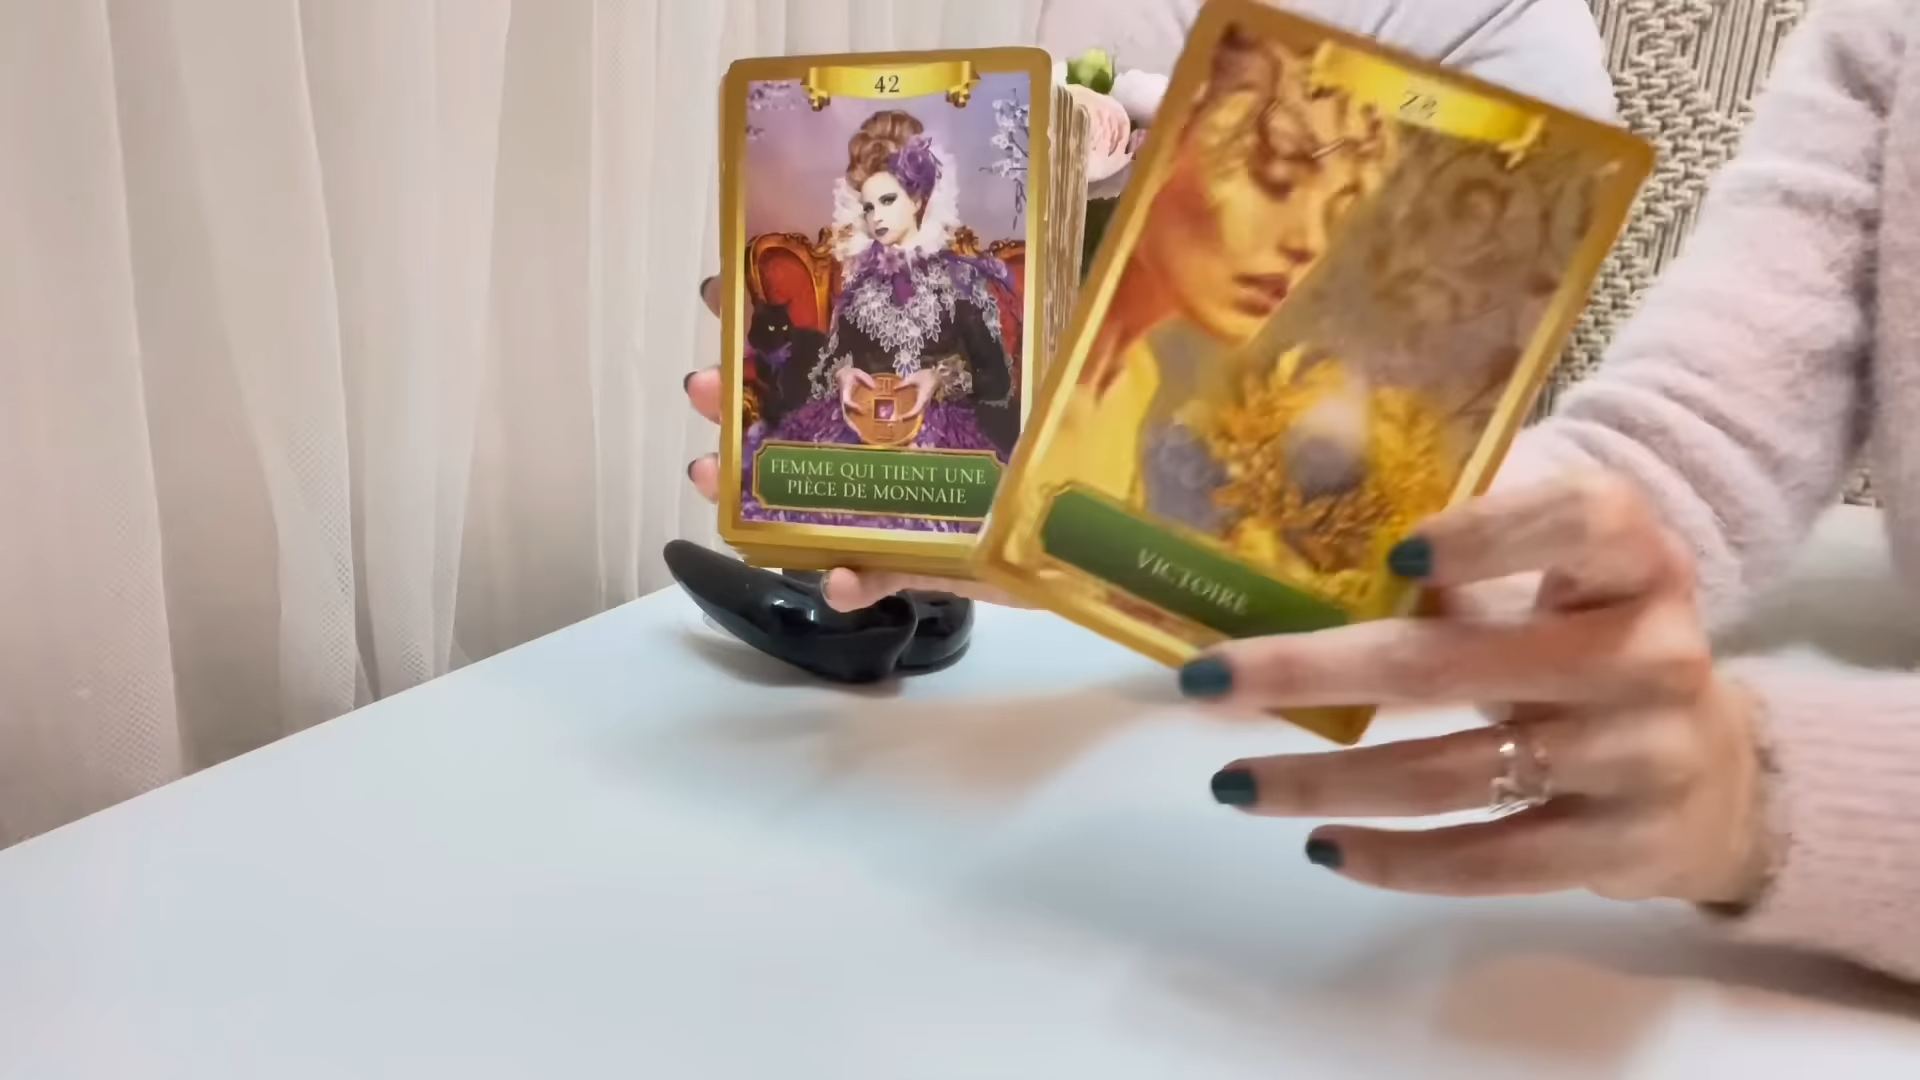 42
FEMME QUI TIENT UNE
PIÈCE DE MONNAIE
VICTOIRE